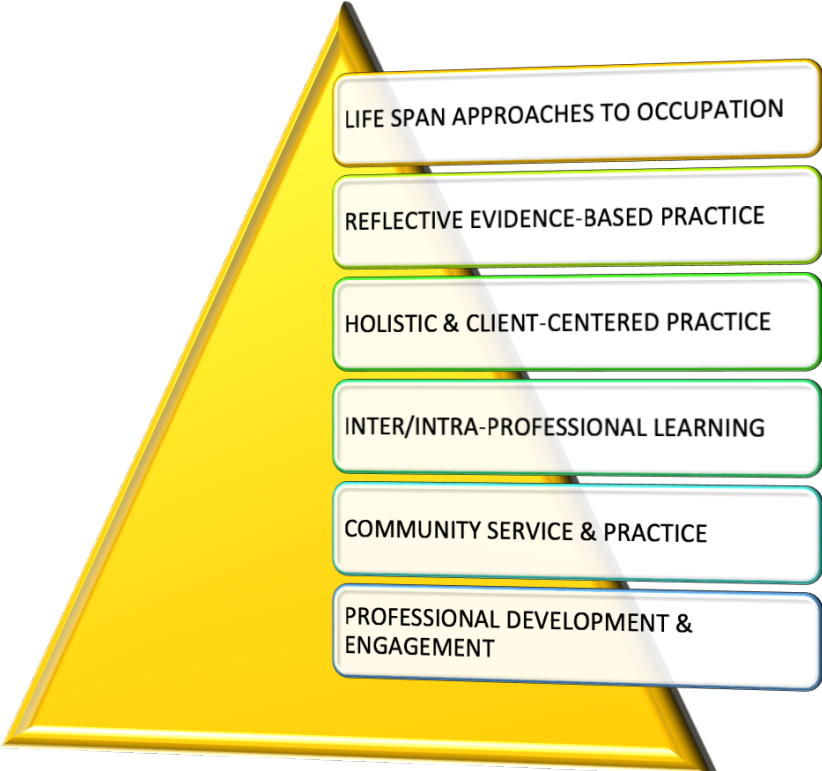 LIFE SPAN APPROACHES TO OCCUPATION
REFLECTIVE EVIDENCE-BASED PRACTICE
HOLISTIC & CLIENT-CENTERED PRACTICE
INTER/INTRA-PROFESSIONAL LEARNING
COMMUNITY SERVICE & PRACTICE
PROFESSIONAL DEVELOPMENT &
ENGAGEMENT